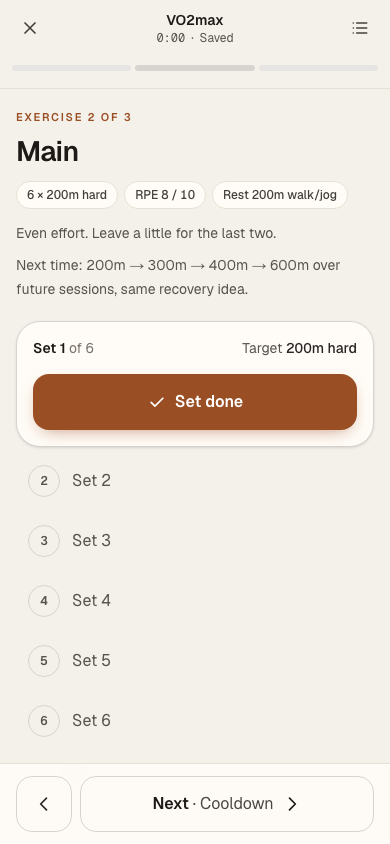 VO2max
0:00 · Saved
EXERCISE 2 OF 3
Main
6 × 200m hard
RPE 8 / 10
Rest 200m walk/jog
Even effort. Leave a little for the last two.
Next time: 200m → 300m → 400m → 600m over
future sessions, same recovery idea.
Set 1 of 6
Target 200m hard
Set done
2 Set 2
3 Set 3
4 Set 4
5 Set 5
6 Set 6
Next · Cooldown